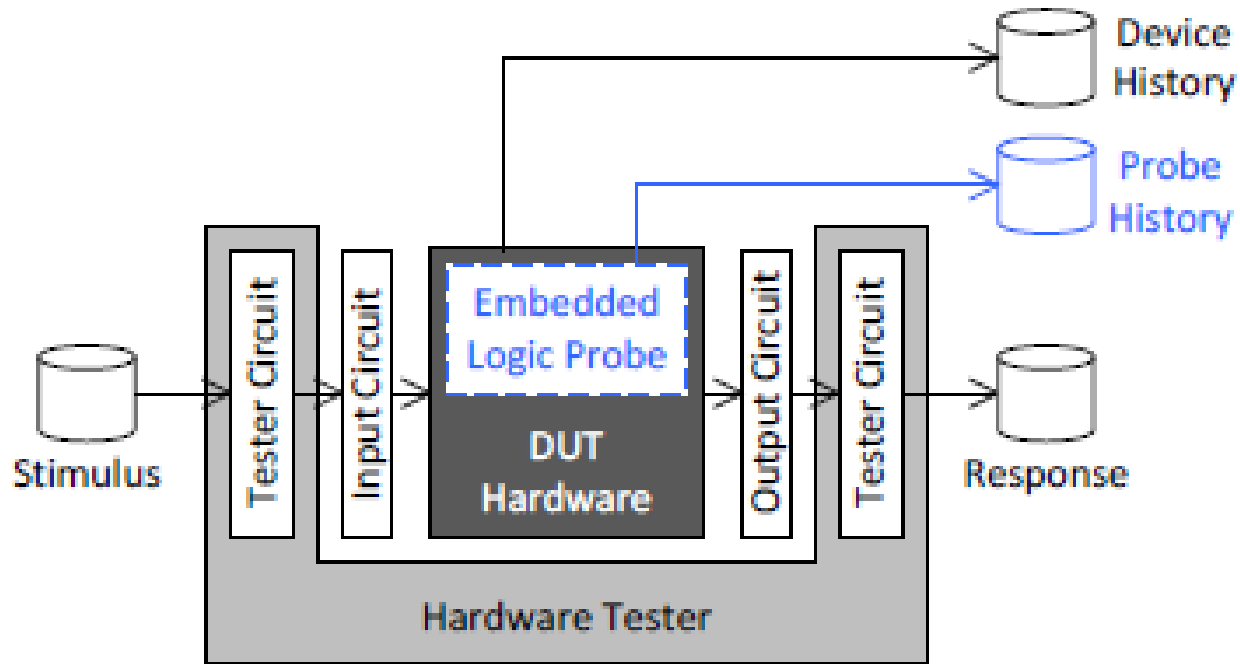 Device
History
Probe
History
Stimulus
Tester Circuit
Input Circuit
Embedded
Logic Probe
DUT
Hardware
Output Circuit
Tester Circuit
Response
Hardware Tester